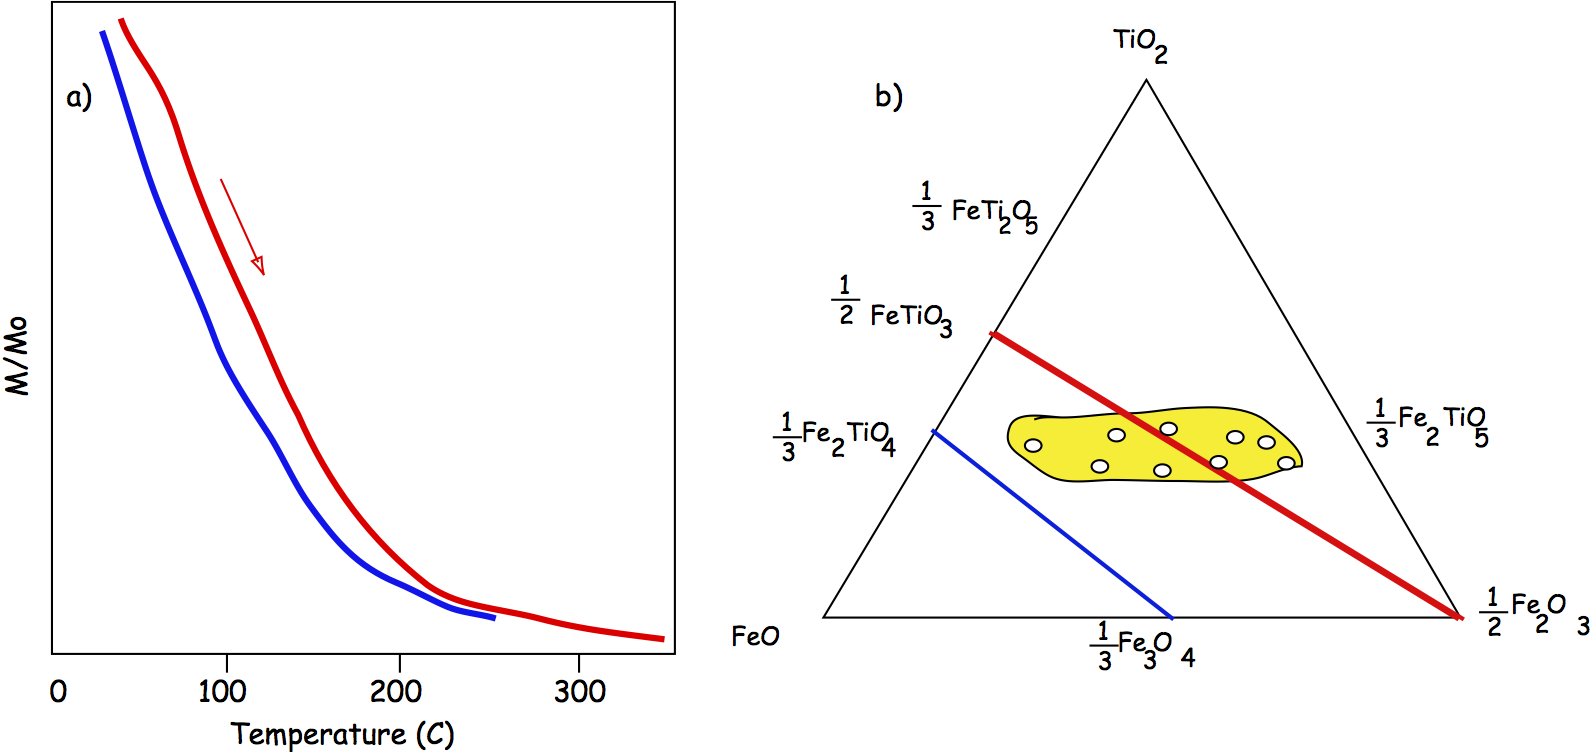 a)
M/Mo
0 100 200 300
Temperature (C)
b)
TiO2
1/3 FeTi2O5
1/2 FeTiO3
1/3 Fe2TiO4
1/3 Fe2TiO5
FeO
1/3 Fe3O4
1/2 Fe2O3